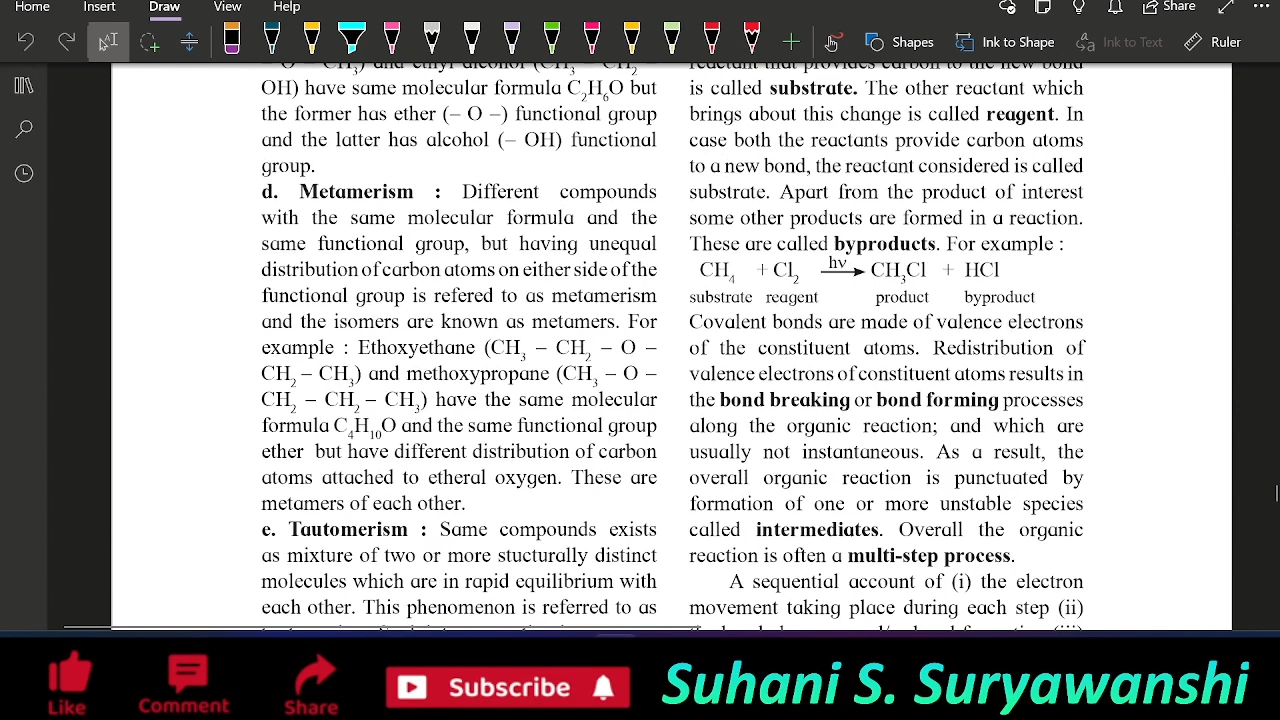 Home Insert Draw View Help Share
Shapes Ink to Shape Ink to Text Ruler
OH) have same molecular formula C₂H₆O but
the former has ether (– O –) functional group
and the latter has alcohol (– OH) functional
group.
d. Metamerism : Different compounds
with the same molecular formula and the
same functional group, but having unequal
distribution of carbon atoms on either side of the
functional group is refered to as metamerism
and the isomers are known as metamers. For
example : Ethoxyethane (CH₃ – CH₂ – O –
CH₂ – CH₃) and methoxypropane (CH₃ – O –
CH₂ – CH₂ – CH₃) have the same molecular
formula C₄H₁₀O and the same functional group
ether but have different distribution of carbon
atoms attached to etheral oxygen. These are
metamers of each other.
e. Tautomerism : Same compounds exists
as mixture of two or more stucturally distinct
molecules which are in rapid equilibrium with
each other. This phenomenon is referred to as
reactant that provides carbon to the new bond
is called substrate. The other reactant which
brings about this change is called reagent. In
case both the reactants provide carbon atoms
to a new bond, the reactant considered is called
substrate. Apart from the product of interest
some other products are formed in a reaction.
These are called byproducts. For example :
CH₄ + Cl₂ hν→ CH₃Cl + HCl
substrate reagent product byproduct
Covalent bonds are made of valence electrons
of the constituent atoms. Redistribution of
valence electrons of constituent atoms results in
the bond breaking or bond forming processes
along the organic reaction; and which are
usually not instantaneous. As a result, the
overall organic reaction is punctuated by
formation of one or more unstable species
called intermediates. Overall the organic
reaction is often a multi-step process.
A sequential account of (i) the electron
movement taking place during each step (ii)
Like Comment Share Subscribe Suhani S. Suryawanshi